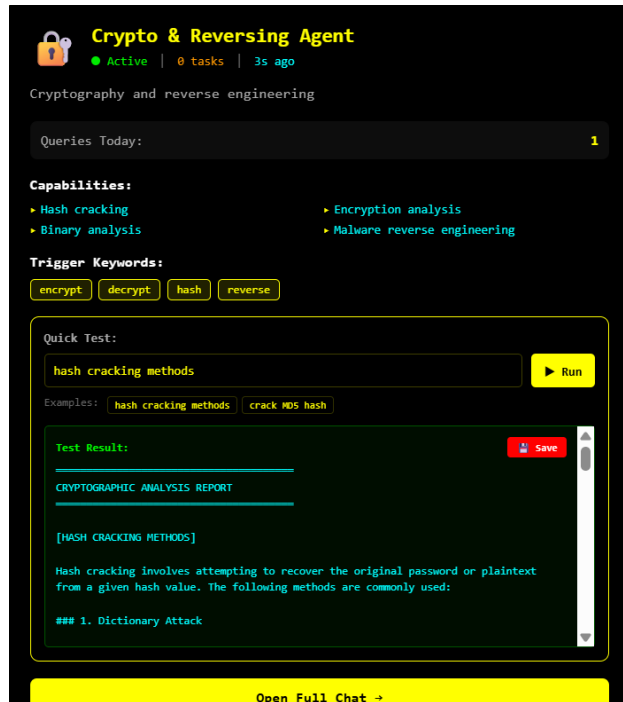 Crypto & Reversing Agent
● Active | 0 tasks | 3s ago
Cryptography and reverse engineering
Queries Today: 1
Capabilities:
▸ Hash cracking ▸ Encryption analysis
▸ Binary analysis ▸ Malware reverse engineering
Trigger Keywords:
encrypt decrypt hash reverse
Quick Test:
hash cracking methods ▶ Run
Examples: hash cracking methods crack MD5 hash
Test Result: 💾 Save
═══════════════════════════════════════
CRYPTOGRAPHIC ANALYSIS REPORT
═══════════════════════════════════════
[HASH CRACKING METHODS]
Hash cracking involves attempting to recover the original password or plaintext
from a given hash value. The following methods are commonly used:
### 1. Dictionary Attack
Open Full Chat →